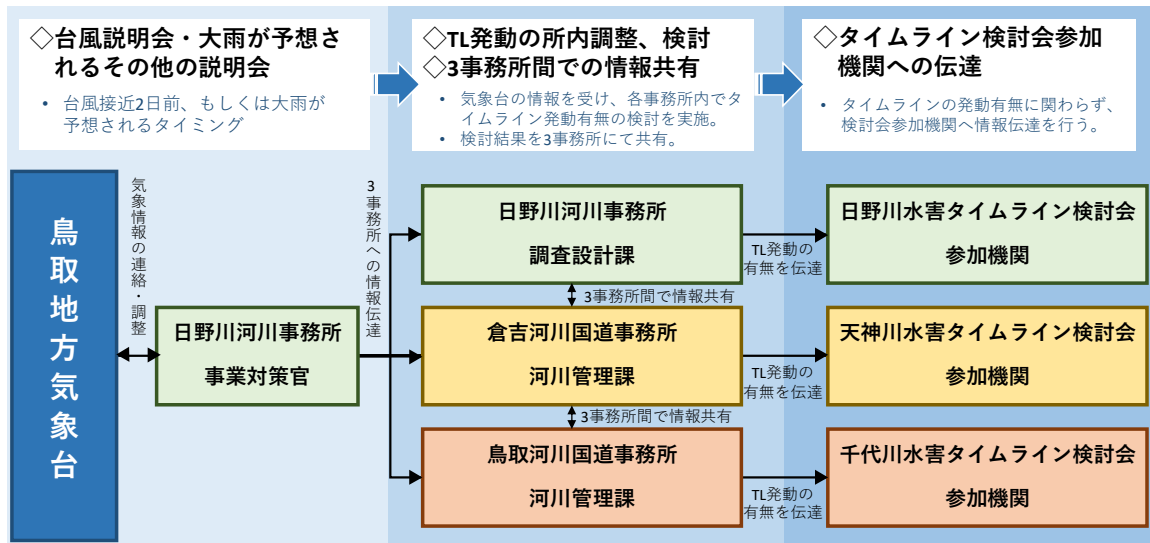 ◇台風説明会・大雨が予想さ
れるその他の説明会
• 台風接近2日前、もしくは大雨が
予想されるタイミング
◇TL発動の所内調整、検討
◇3事務所間での情報共有
• 気象台の情報を受け、各事務所内でタ
イムライン発動有無の検討を実施。
• 検討結果を3事務所にて共有。
◇タイムライン検討会参加
機関への伝達
• タイムラインの発動有無に関わらず、
検討会参加機関へ情報伝達を行う。
鳥取地方気象台
気象情報の連絡・調整
日野川河川事務所
事業対策官
3事務所への情報伝達
日野川河川事務所
調査設計課
TL発動の
有無を伝達
日野川水害タイムライン検討会
参加機関
3事務所間で情報共有
倉吉河川国道事務所
河川管理課
TL発動の
有無を伝達
天神川水害タイムライン検討会
参加機関
3事務所間で情報共有
鳥取河川国道事務所
河川管理課
TL発動の
有無を伝達
千代川水害タイムライン検討会
参加機関